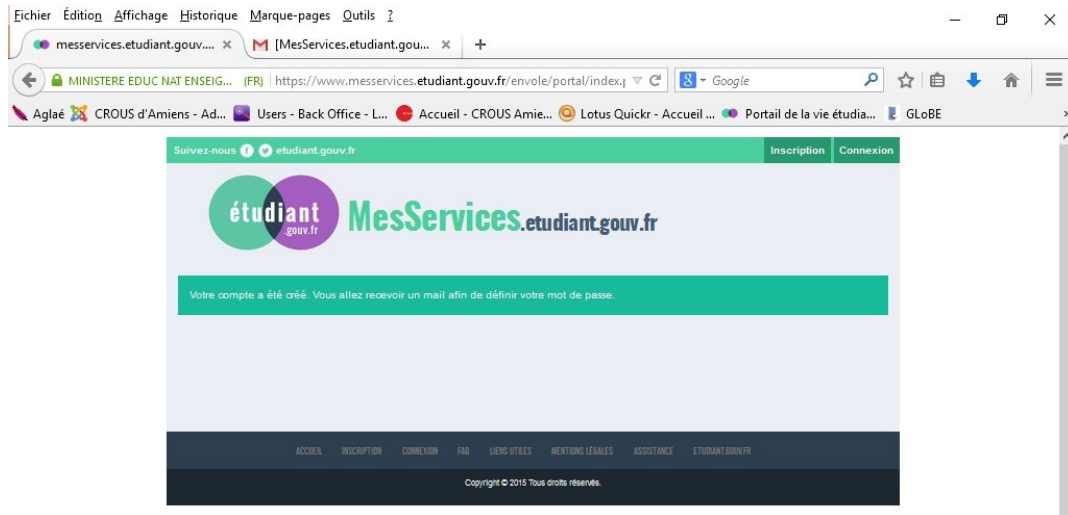 Fichier Édition Affichage Historique Marque-pages Outils ?
messervices.etudiant.gouv.... [MesServices.etudiant.gou...
MINISTERE EDUC NAT ENSEIG... (FR) https://www.messervices.etudiant.gouv.fr/envole/portal/index.p Google
Aglaé CROUS d'Amiens - Ad... Users - Back Office - L... Accueil - CROUS Amie... Lotus Quickr - Accueil ... Portail de la vie étudia... GLoBE
Suivez-nous etudiant.gouv.fr Inscription Connexion
étudiant
.gouv.fr
MesServices.etudiant.gouv.fr
Votre compte a été créé. Vous allez recevoir un mail afin de définir votre mot de passe.
ACCUEIL INSCRIPTION CONNEXION FAQ LIENS UTILES MENTIONS LÉGALES ASSISTANCE ETUDIANT.GOUV.FR
Copyright © 2015 Tous droits réservés.